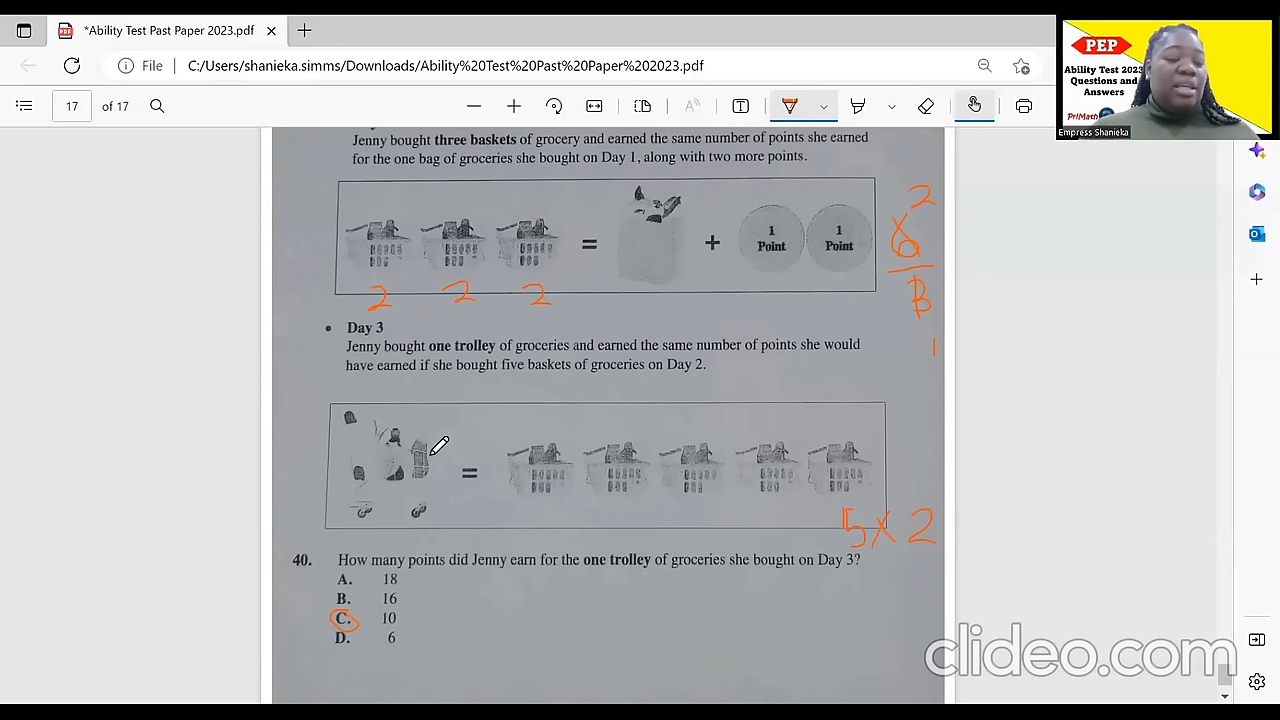 *Ability Test Past Paper 2023.pdf
File
C:/Users/shanieka.simms/Downloads/Ability%20Test%20Past%20Paper%202023.pdf
17 of 17
PEP
Ability Test 2023
Questions and
Answers
PriMath
Empress Shanieka
Jenny bought three baskets of grocery and earned the same number of points she earned
for the one bag of groceries she bought on Day 1, along with two more points.
= + 1 Point 1 Point
2 2 2
2
6
B
1
• Day 3
Jenny bought one trolley of groceries and earned the same number of points she would
have earned if she bought five baskets of groceries on Day 2.
=
5 x 2
40. How many points did Jenny earn for the one trolley of groceries she bought on Day 3?
A. 18
B. 16
C. 10
D. 6
clideo.com